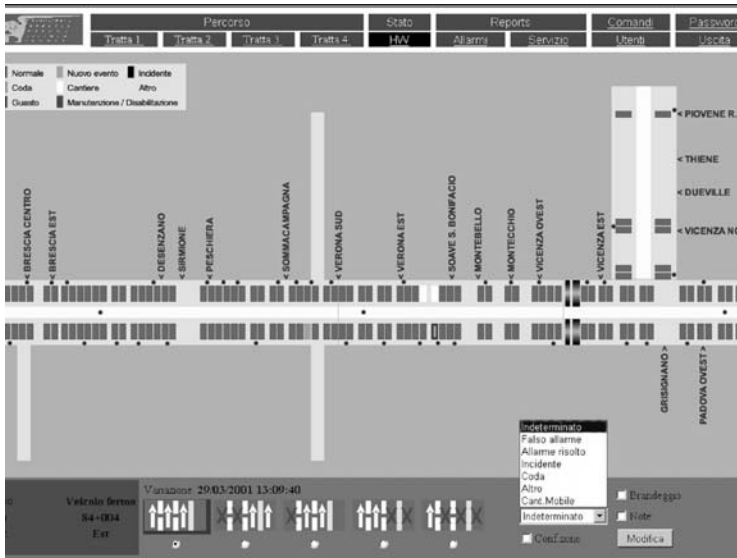 Percorso Stato Reports Comandi Password
Tratta 1 Tratta 2 Tratta 3 Tratta 4 HW Allarmi Servizio Utenti Uscita
Normale Nuovo evento Incidente
Coda Cantiere Altro
Guasto Manutenzione / Disabilitazione
< PIOVENE R.
< THIENE
< DUEVILLE
< VICENZA NO
< BRESCIA CENTRO
< BRESCIA EST
< DESENZANO
< SIRMIONE
< PESCHIERA
< SOMMACAMPAGNA
< VERONA SUD
< VERONA EST
< SOAVE S. BONIFACIO
< MONTEBELLO
< MONTECCHIO
< VICENZA OVEST
< VICENZA EST
GRISIGNANO >
PADOVA OVEST >
Indeterminato
Falso allarme
Allarme risolto
Incidente
Coda
Altro
Cant.Mobile
Indeterminato
Variazione 29/03/2001 13:09:40
Veicolo fermo
84+004
Est
Brandeggio
Note
Conf.zone
Modifica